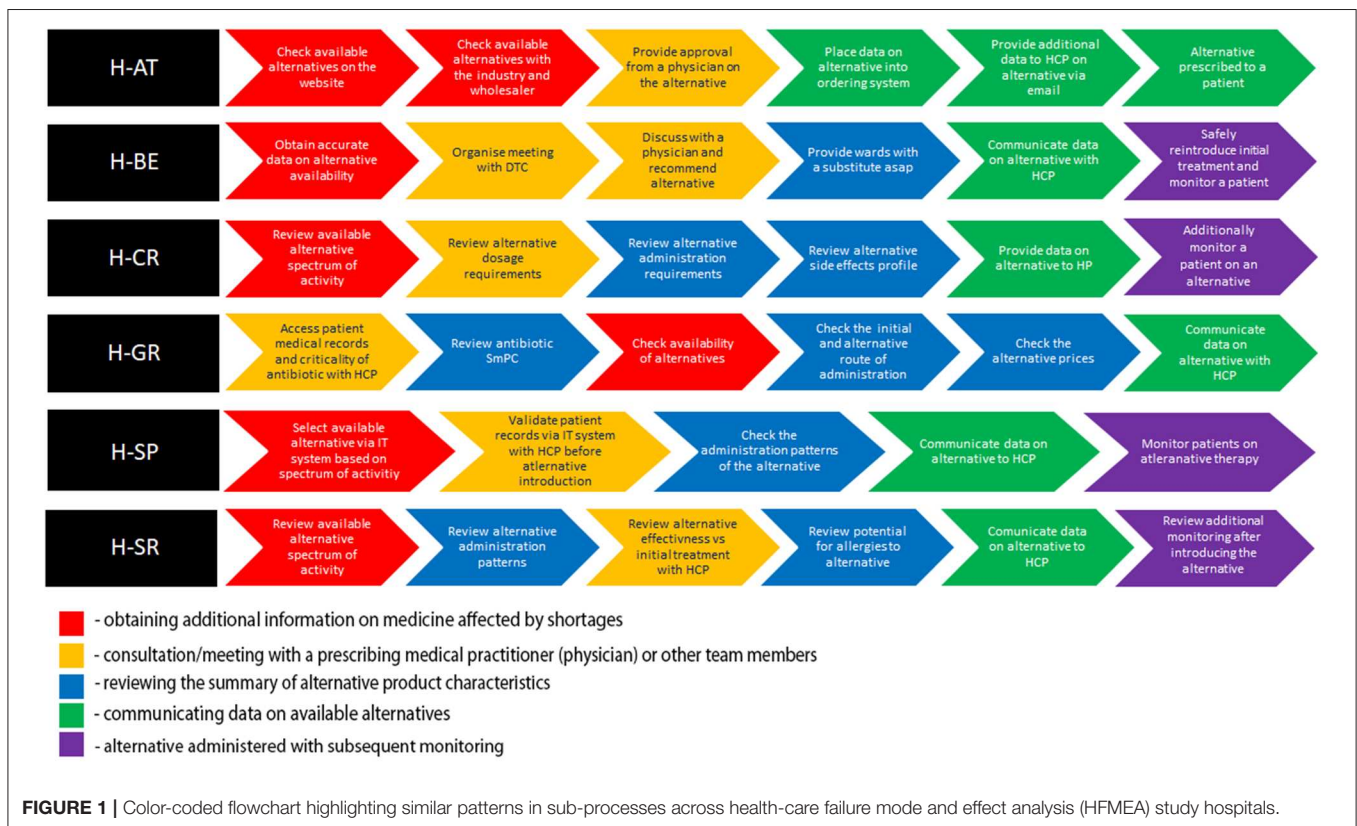 H-AT
Check available
alternatives on the
website
Check available
alternatives with
the industry and
wholesaler
Provide approval
from a physician on
the alternative
Place data on
alternative into
ordering system
Provide additional
data to HCP on
alternative via
email
Alternative
prescribed to a
patient
H-BE
Obtain accurate
data on alternative
availability
Organise meeting
with DTC
Discuss with a
physician and
recommend
alternative
Provide wards with
a substitute asap
Communicate data
on alternative with
HCP
Safely
reintroduce initial
treatment and
monitor a patient
H-CR
Review available
alternative
spectrum of
activity
Review alternative
dosage
requirements
Review alternative
administration
requirements
Review alternative
side effects profile
Provide data on
alternative to HP
Additionally
monitor a
patient on an
alternative
H-GR
Access patient
medical records
and criticality of
antibiotic with HCP
Review antibiotic
SmPC
Check availability
of alternatives
Check the initial
and alternative
route of
administration
Check the
alternative prices
Communicate
data on
alternative with
HCP
H-SP
Select available
alternative via IT
system based on
spectrum of activitiy
Validate patient
records via IT system
with HCP before
atlernative
introduction
Check the
administration patterns
of the alternative
Communicate data on
alternative to HCP
Monitor patients on
atleranative therapy
H-SR
Review available
alternative
spectrum of
activity
Review alternative
administration
patterns
Review alternative
effectivness vs
initial treatment
with HCP
Review potential
for allergies to
alternative
Comunicate data
on alternative to
HCP
Review additional
monitoring after
introducing the
alternative
- obtaining additional information on medicine affected by shortages
- consultation/meeting with a prescribing medical practitioner (physician) or other team members
- reviewing the summary of alternative product characteristics
- communicating data on available alternatives
- alternative administered with subsequent monitoring
FIGURE 1 | Color-coded flowchart highlighting similar patterns in sub-processes across health-care failure mode and effect analysis (HFMEA) study hospitals.